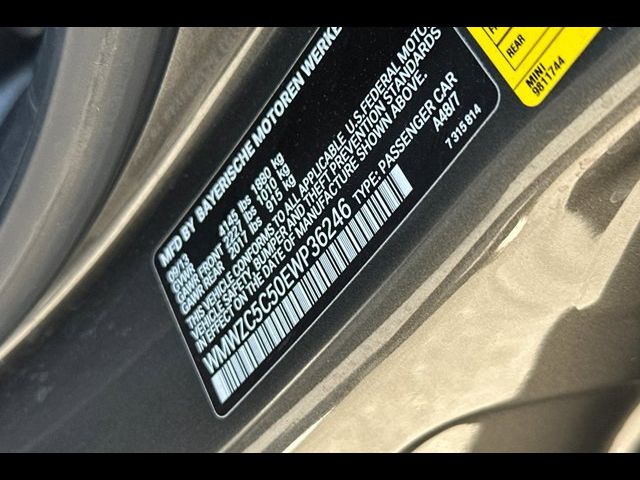 MFD BY BAYERISCHE MOTOREN WERKE
09/13
GVWR 4145 lbs 1880 kg
GAWR FRONT 2227 lbs 1010 kg
GAWR REAR 2017 lbs 915 kg
THIS VEHICLE CONFORMS TO ALL APPLICABLE U.S.FEDERAL MOTOR
VEHICLE SAFETY, BUMPER AND THEFT PREVENTION STANDARDS
IN EFFECT ON THE DATE OF MANUFACTURE SHOWN ABOVE.
WMWZC5C50EWP36246 TYPE: PASSENGER CAR
A48/7
7 315 814
REAR
MINI
9811744